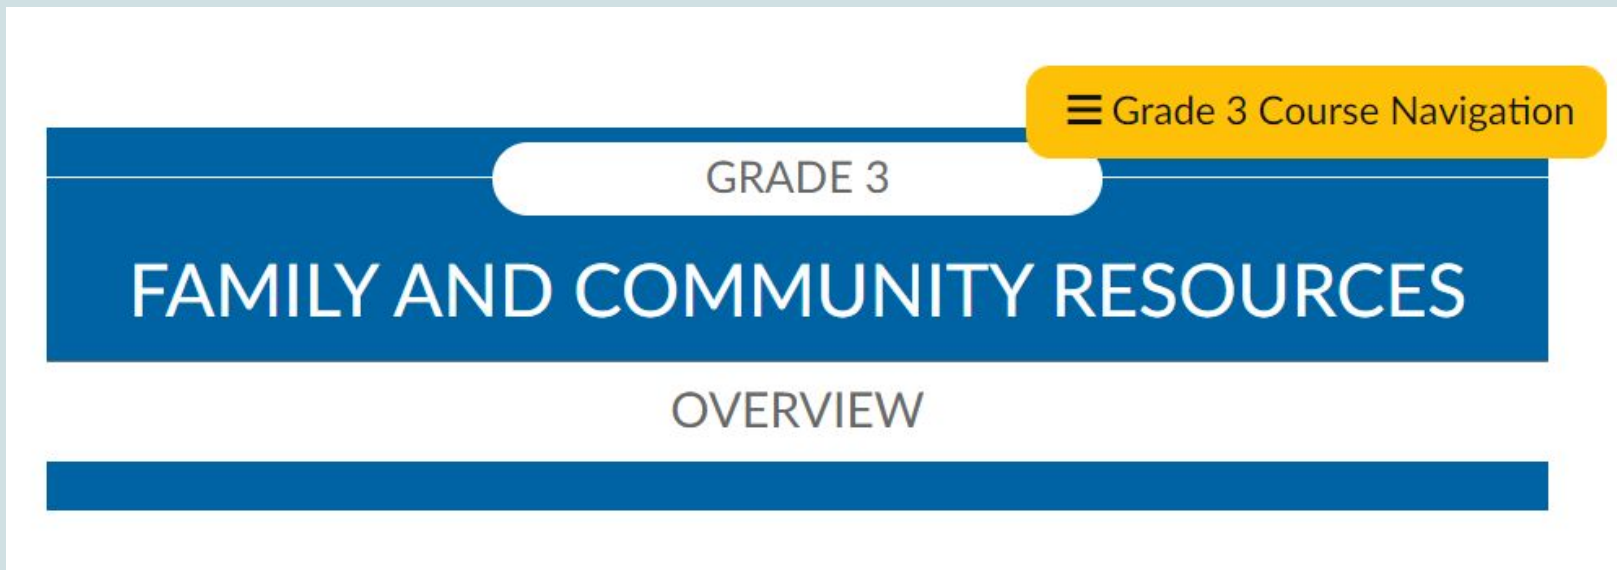 Grade 3 Course Navigation
GRADE 3
FAMILY AND COMMUNITY RESOURCES
OVERVIEW